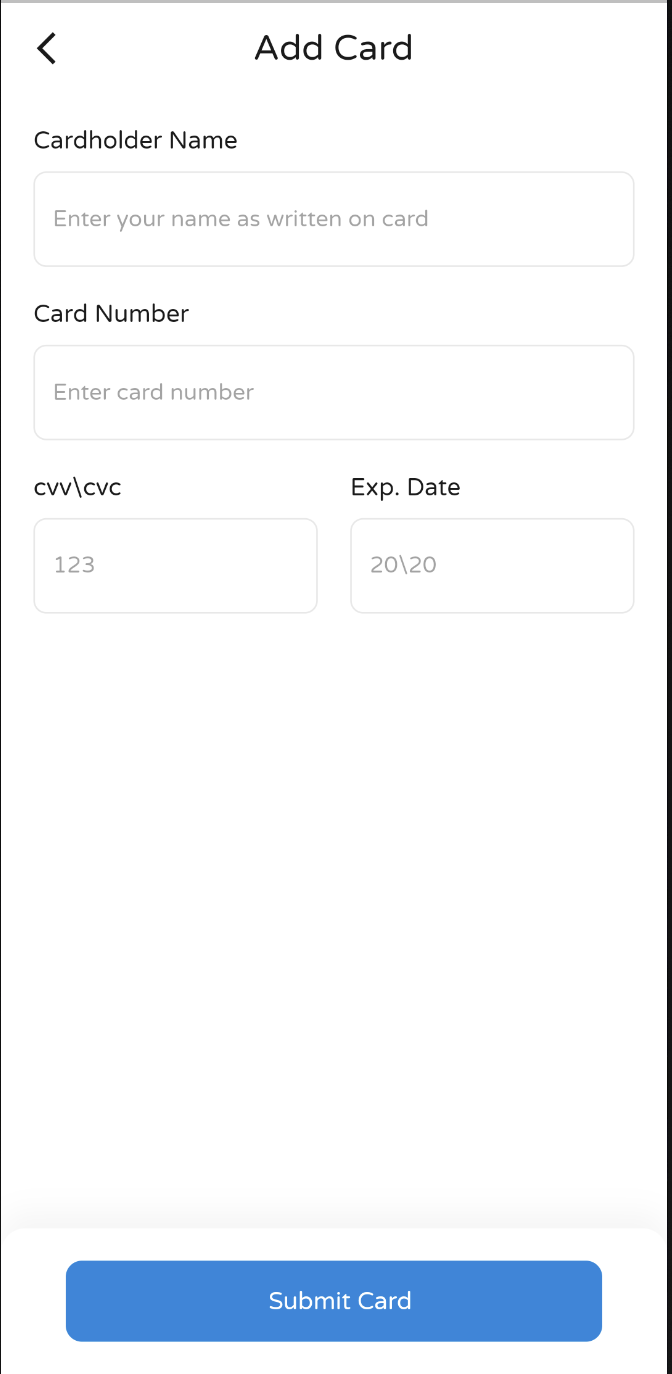 Add Card
Cardholder Name
Enter your name as written on card
Card Number
Enter card number
cvv\cvc
Exp. Date
123
20\20
Submit Card